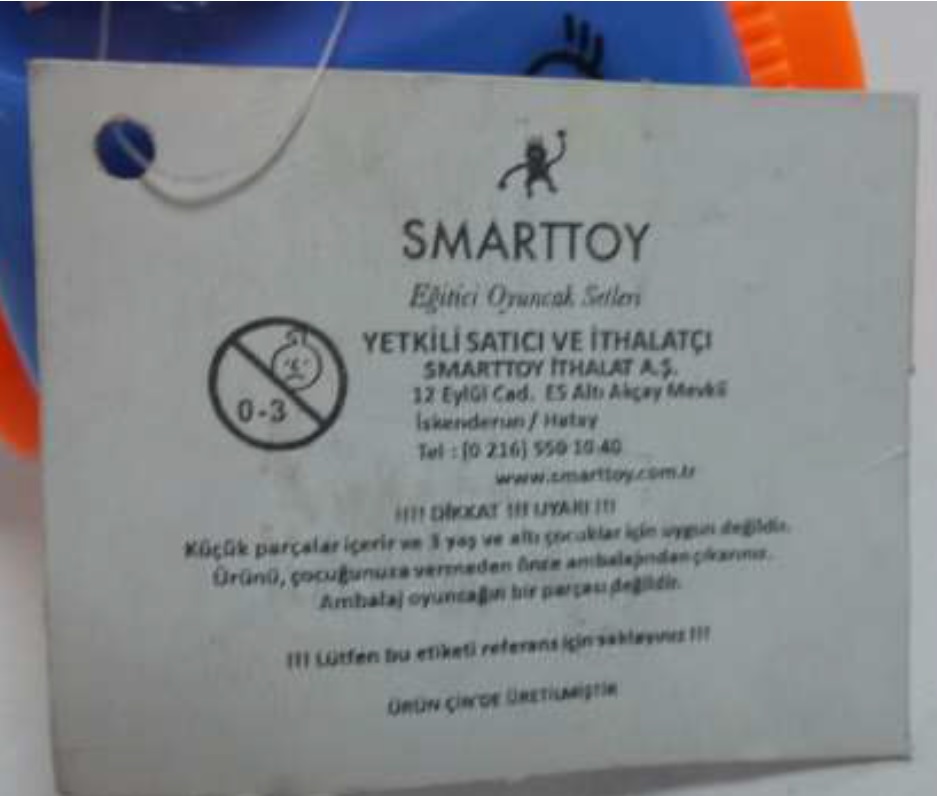 SMARTTOY
Eğitici Oyuncak Setleri
0-3
YETKİLİ SATICI VE İTHALATÇI
SMARTTOY İTHALAT A.Ş.
12 Eylül Cad. E5 Altı Akçay Mevkii
İskenderun / Hatay
Tel : (0 216) 550 10 40
www.smarttoy.com.tr
!!!! DİKKAT !!! UYARI !!!
Küçük parçalar içerir ve 3 yaş ve altı çocuklar için uygun değildir.
Ürünü, çocuğunuza vermeden önce ambalajından çıkarınız.
Ambalaj oyuncağın bir parçası değildir.
!!! Lütfen bu etiketi referans için saklayınız !!!
ÜRÜN ÇİN'DE ÜRETİLMİŞTİR